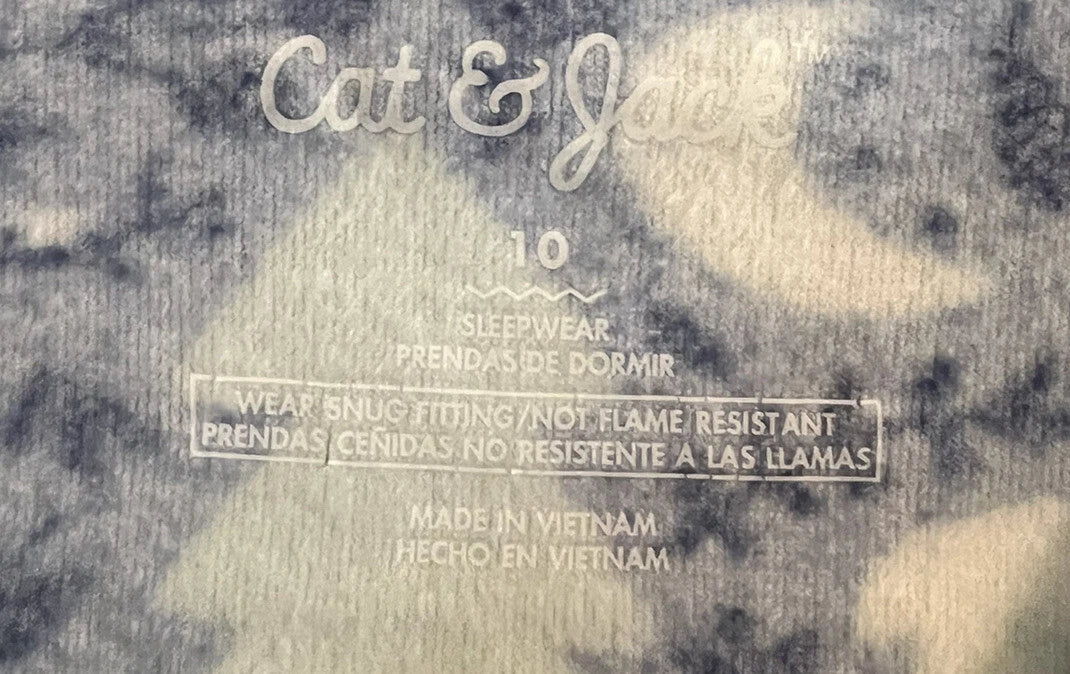 Cat & Jack™
10
SLEEPWEAR
PRENDAS DE DORMIR
WEAR SNUG FITTING/NOT FLAME RESISTANT
PRENDAS CEÑIDAS NO RESISTENTE A LAS LLAMAS
MADE IN VIETNAM
HECHO EN VIETNAM